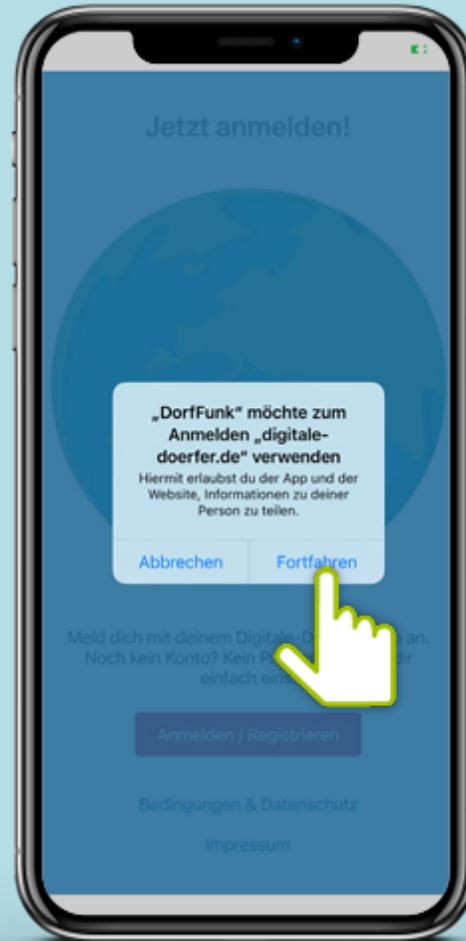 Jetzt anmelden!
„DorfFunk“ möchte zum
Anmelden „digitale-
doerfer.de“ verwenden
Hiermit erlaubst du der App und der
Website, Informationen zu deiner
Person zu teilen.
Abbrechen Fortfahren
Meld dich mit deinem an.
Noch kein Konto? Kein dir
einfach
Anmelden / Registrieren
Bedingungen & Datenschutz
Impressum